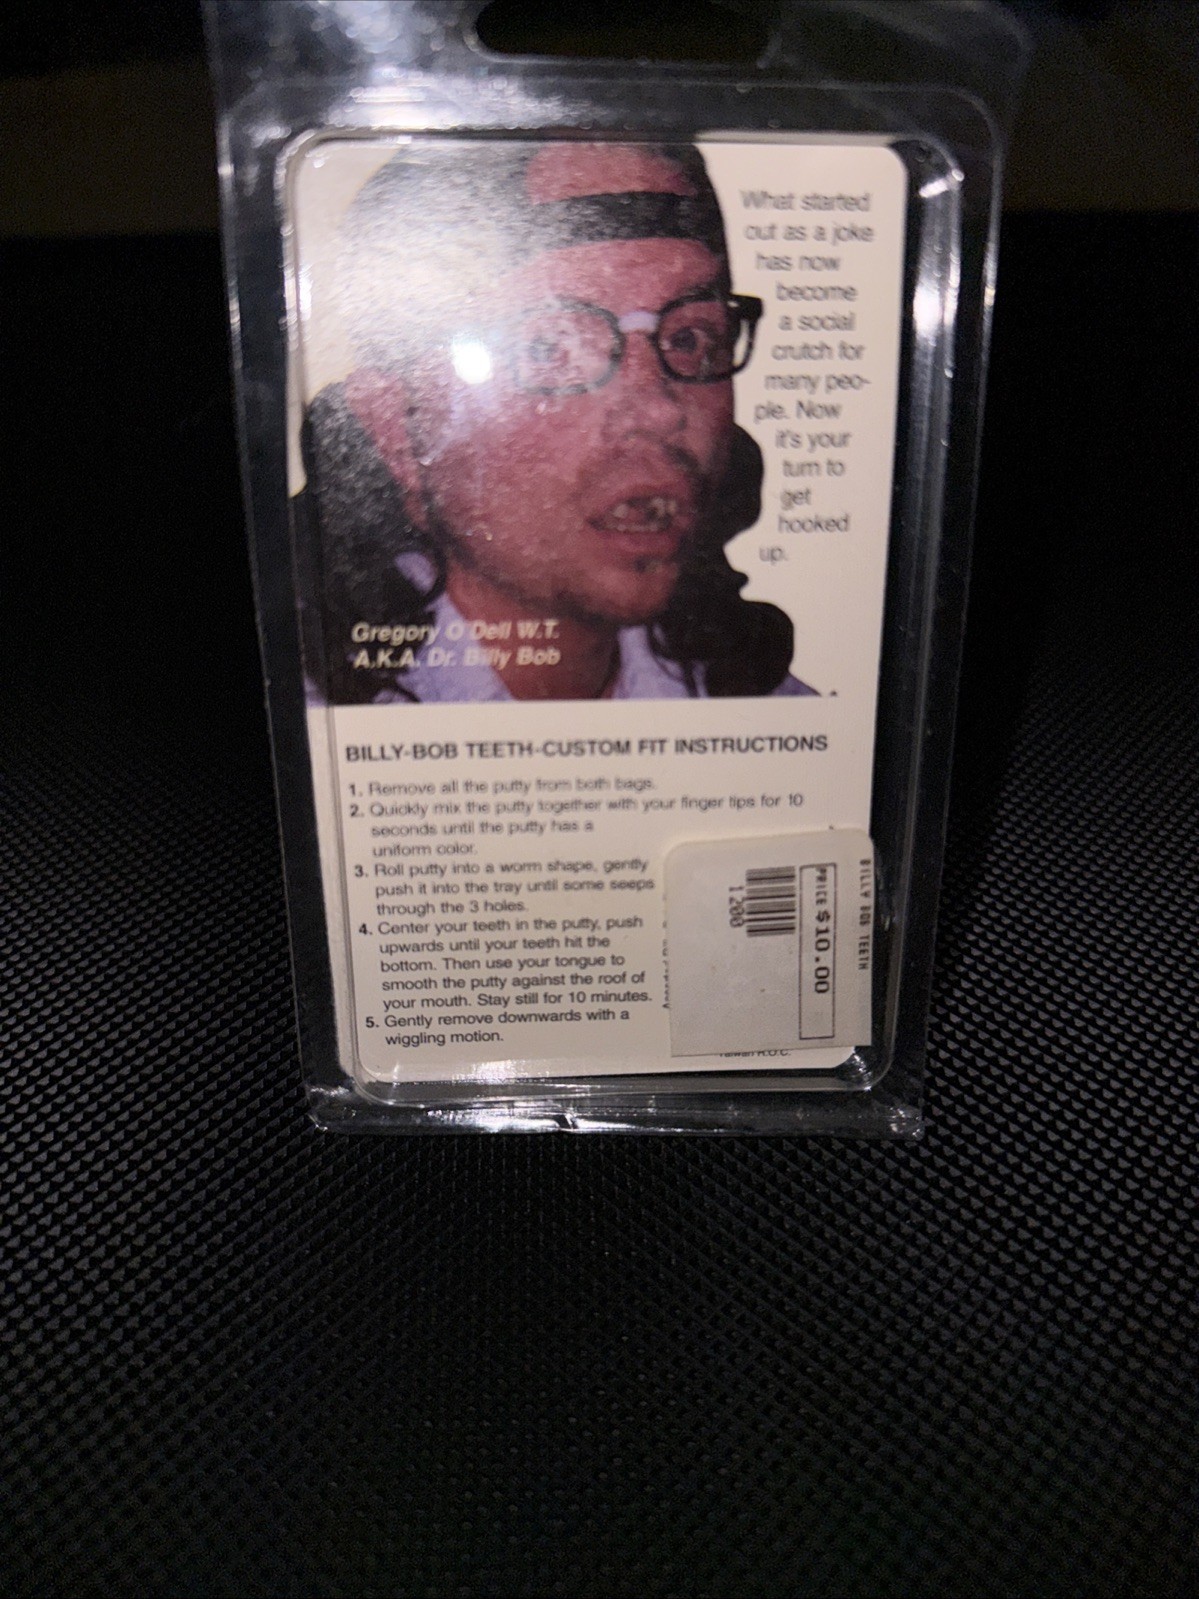 What started
out as a joke
has now
become
a social
crutch for
many peo-
ple. Now
it's your
turn to
get
hooked
up.
Gregory O'Dell W.T.
A.K.A. Dr. Billy Bob
BILLY-BOB TEETH-CUSTOM FIT INSTRUCTIONS
1. Remove all the putty from both bags.
2. Quickly mix the putty together with your finger tips for 10
seconds until the putty has a
uniform color.
3. Roll putty into a worm shape, gently
push it into the tray until some seeps
through the 3 holes.
4. Center your teeth in the putty, push
upwards until your teeth hit the
bottom. Then use your tongue to
smooth the putty against the roof of
your mouth. Stay still for 10 minutes.
5. Gently remove downwards with a
wiggling motion.
BILLY BOB TEETH
PRICE $10.00
1200
Taiwan R.O.C.